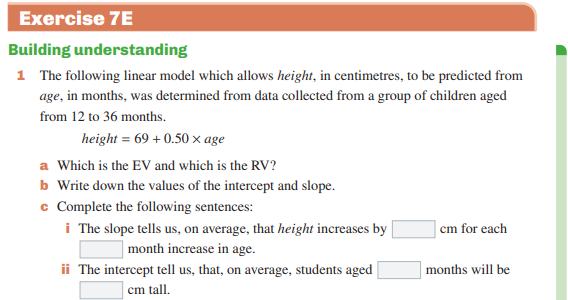 Exercise 7E
Building understanding
1 The following linear model which allows height, in centimetres, to be predicted from
age, in months, was determined from data collected from a group of children aged
from 12 to 36 months.
height = 69 + 0.50 × age
a Which is the EV and which is the RV?
b Write down the values of the intercept and slope.
c Complete the following sentences:
i The slope tells us, on average, that height increases by cm for each
month increase in age.
ii The intercept tell us, that, on average, students aged months will be
cm tall.